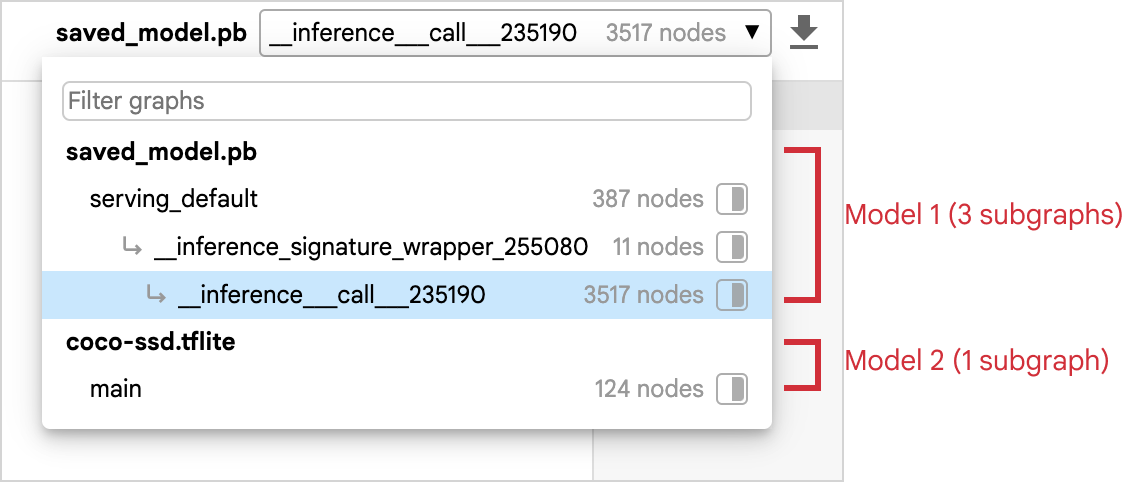 saved_model.pb __inference___call___235190 3517 nodes ▼
Filter graphs
saved_model.pb
serving_default 387 nodes
__inference_signature_wrapper_255080 11 nodes
__inference___call___235190 3517 nodes
coco-ssd.tflite
main 124 nodes
Model 1 (3 subgraphs)
Model 2 (1 subgraph)